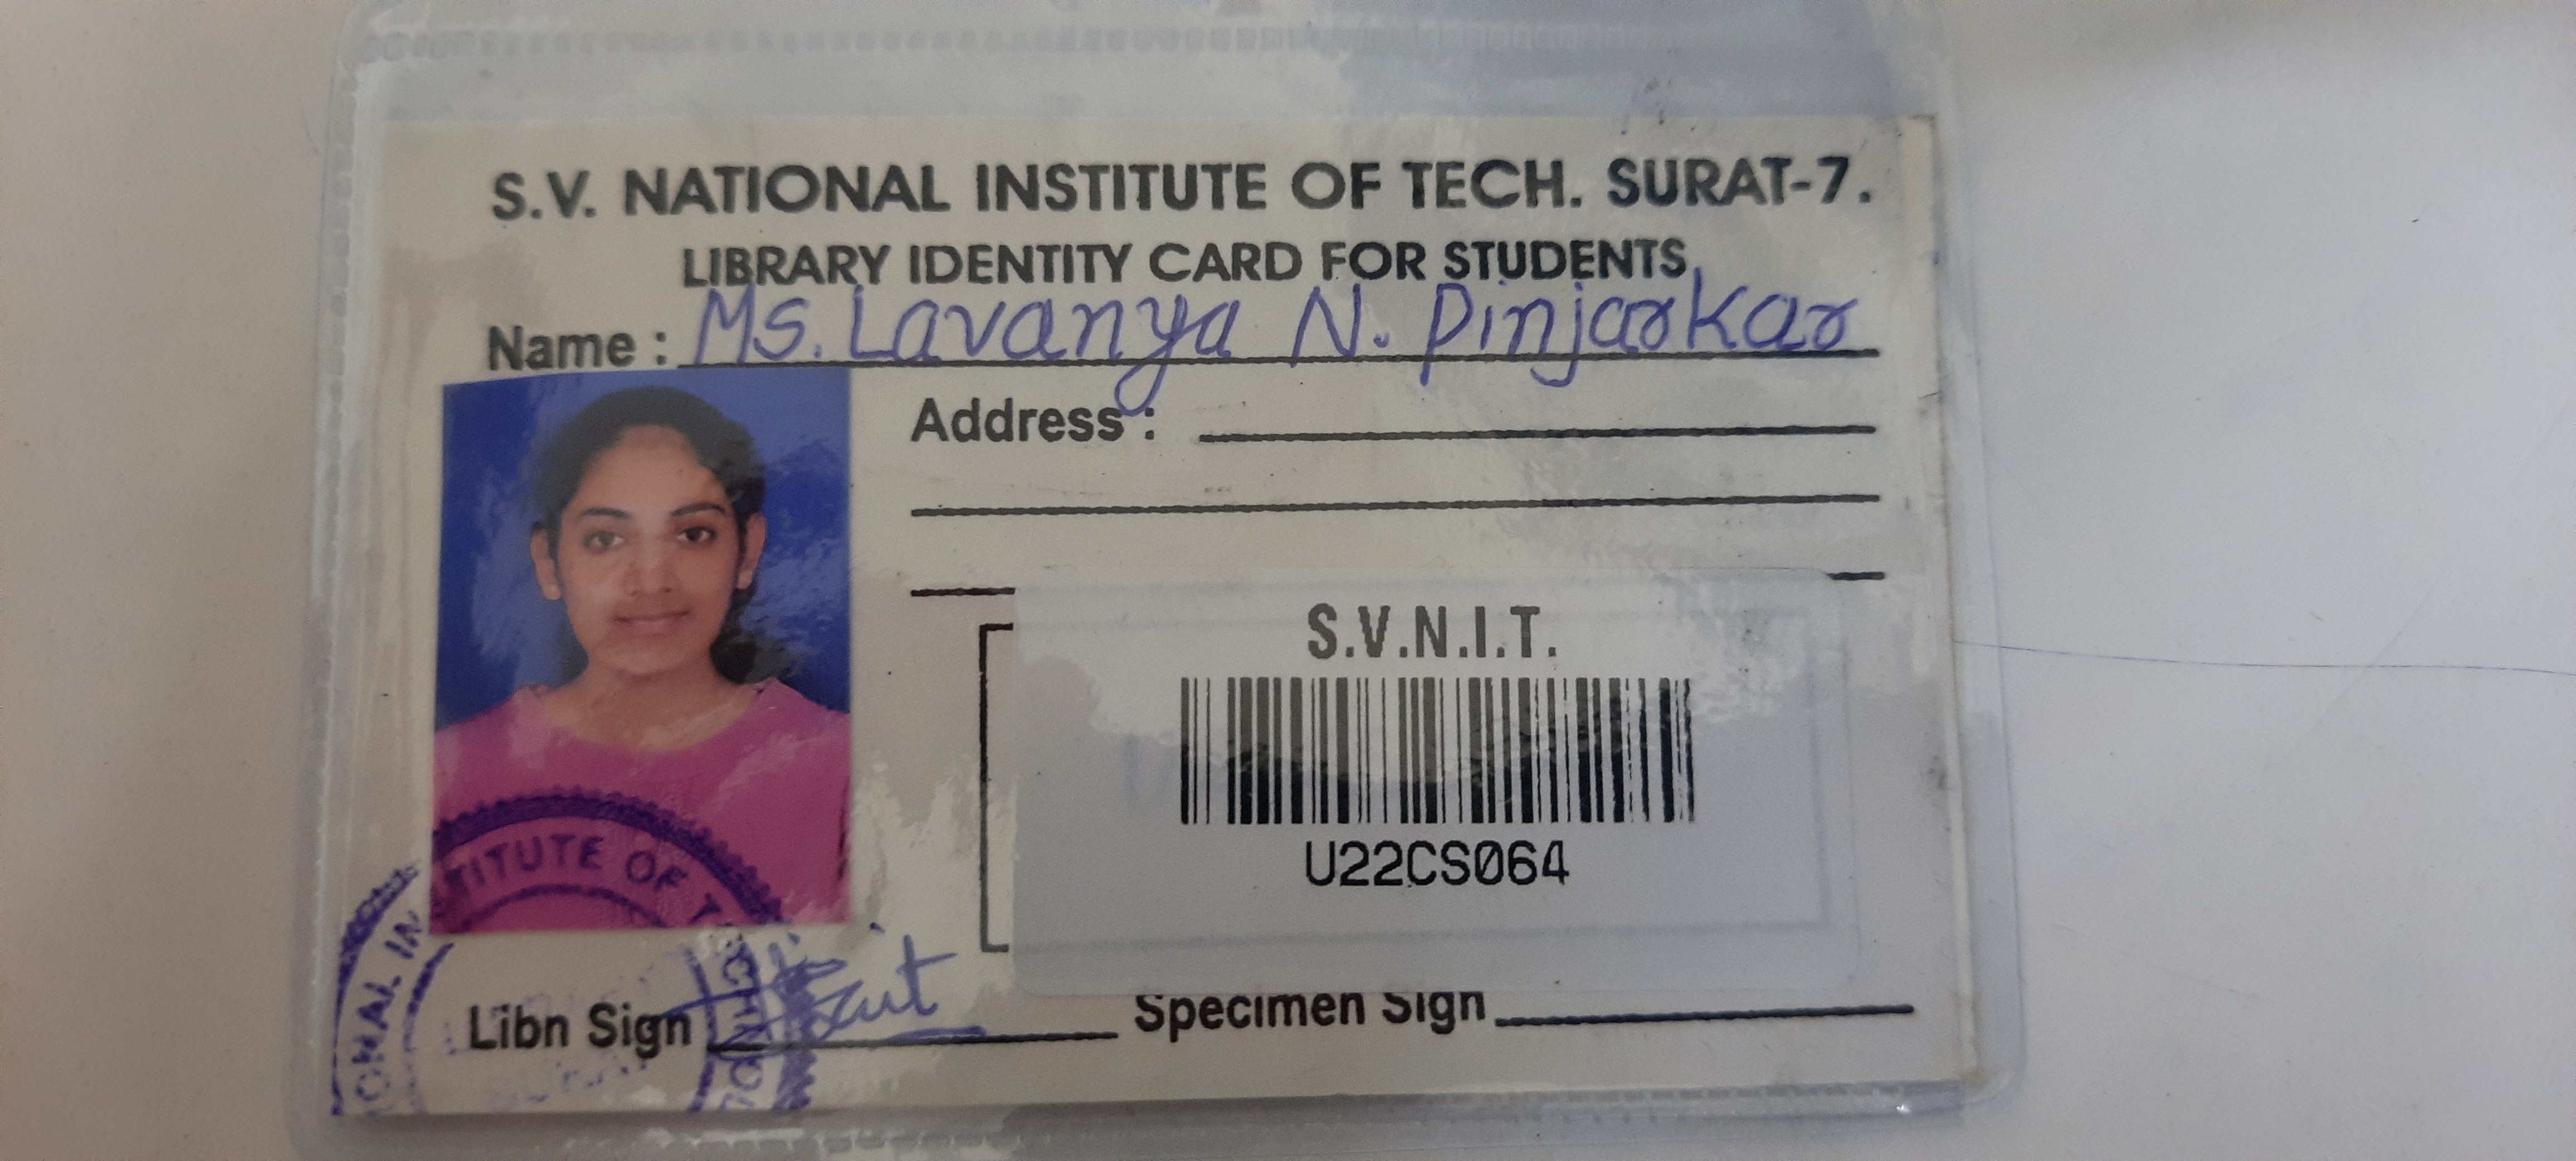 S.V. NATIONAL INSTITUTE OF TECH. SURAT-7.
LIBRARY IDENTITY CARD FOR STUDENTS
Name : Ms. Lavanya N. Pinjarkar
Address :
S.V.N.I.T.
U22CS064
TITUTE OF
ONAL IN
Libn Sign
Specimen Sign